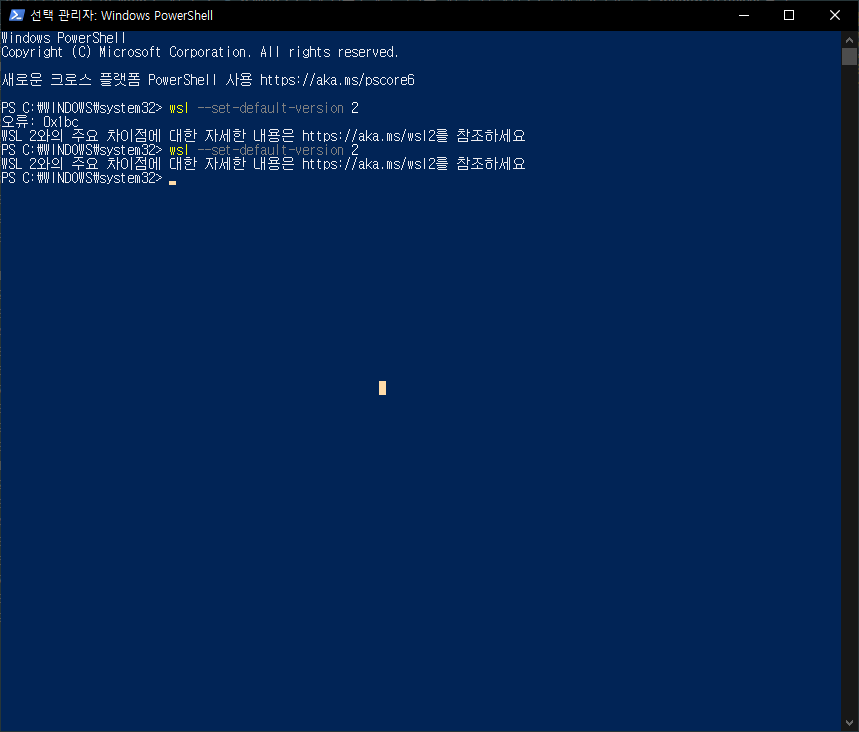 선택 관리자: Windows PowerShell
Windows PowerShell
Copyright (C) Microsoft Corporation. All rights reserved.
새로운 크로스 플랫폼 PowerShell 사용 https://aka.ms/pscore6
PS C:₩WINDOWS₩system32> wsl --set-default-version 2
오류: 0x1bc
WSL 2와의 주요 차이점에 대한 자세한 내용은 https://aka.ms/wsl2를 참조하세요
PS C:₩WINDOWS₩system32> wsl --set-default-version 2
WSL 2와의 주요 차이점에 대한 자세한 내용은 https://aka.ms/wsl2를 참조하세요
PS C:₩WINDOWS₩system32>